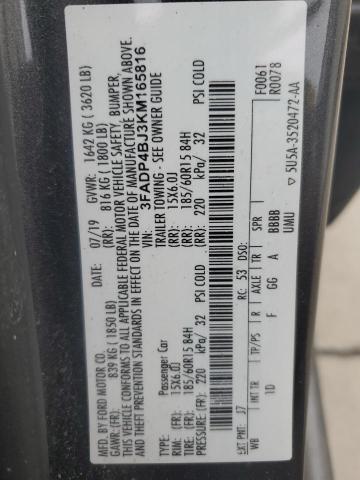 MFD. BY FORD MOTOR CO. 07/19 GVWR: 1642 KG ( 3620 LB)
GAWR:(FR): 839 KG ( 1850 LB) (RR): 816 KG ( 1800 LB)
THIS VEHICLE CONFORMS TO ALL APPLICABLE FEDERAL MOTOR VEHICLE SAFETY, BUMPER,
AND THEFT PREVENTION STANDARDS IN EFFECT ON THE DATE OF MANUFACTURE SHOWN ABOVE.
VIN: 3FADP4BJ3KM165816
TYPE: Passenger Car TRAILER TOWING - SEE OWNER GUIDE
RIM: (FR): 15X6.0J (RR): 15X6.0J
TIRE: (FR): 185/60R15 84H (RR): 185/60R15 84H
PRESSURE: (FR): 220 kPa/ 32 PSI COLD (RR): 220 kPa/ 32 PSI COLD
EXT PNT: J7 RC: 53 DSO: F0061
R0078
WB INT TR TP/PS R AXLE TR SPR
1D F GG A BBBB
UMU 5U5A-3520472-AA